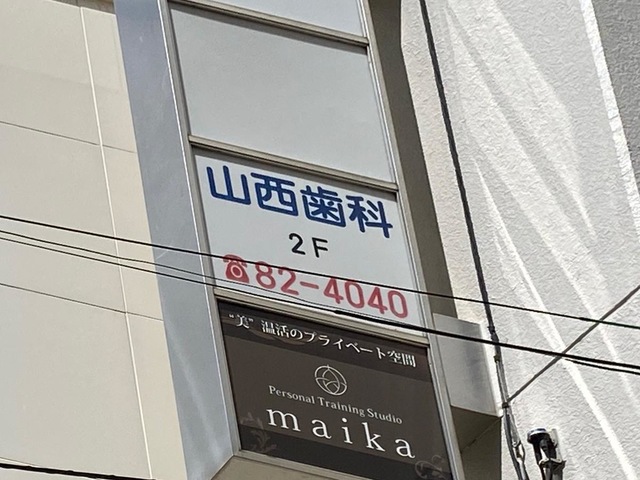 山西歯科
2F
☎82-4040
"美"温活のプライベート空間
Personal Training Studio
maika